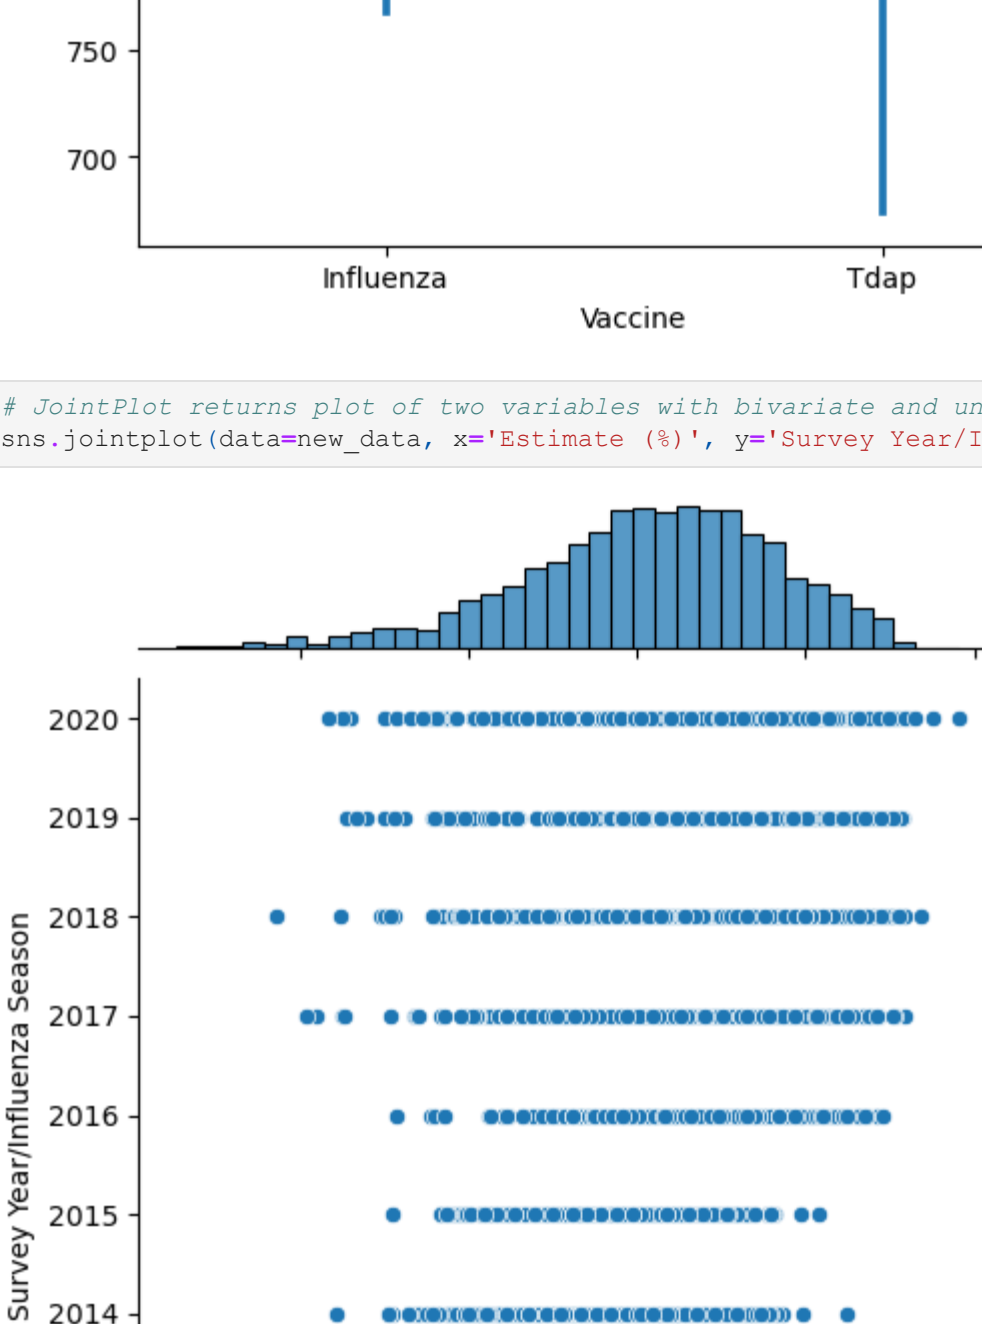 750
700
Influenza Tdap
Vaccine
# JointPlot returns plot of two variables with bivariate and un
sns.jointplot(data=new_data, x='Estimate (%)', y='Survey Year/I
2020
2019
2018
2017
2016
2015
2014
Survey Year/Influenza Season